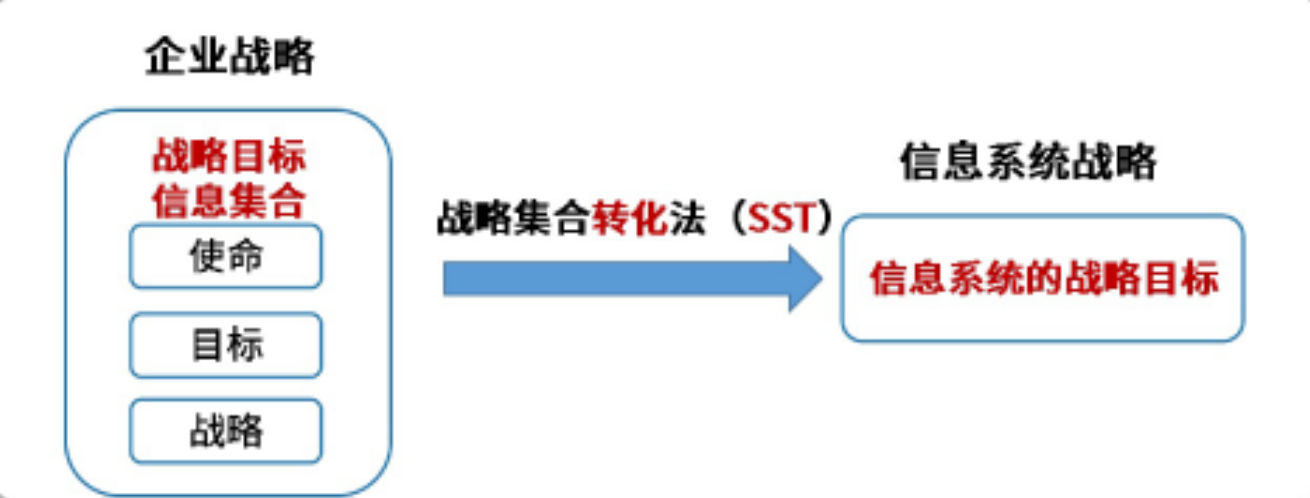 企业战略
战略目标
信息集合
使命
目标
战略
战略集合转化法（SST）
信息系统战略
信息系统的战略目标